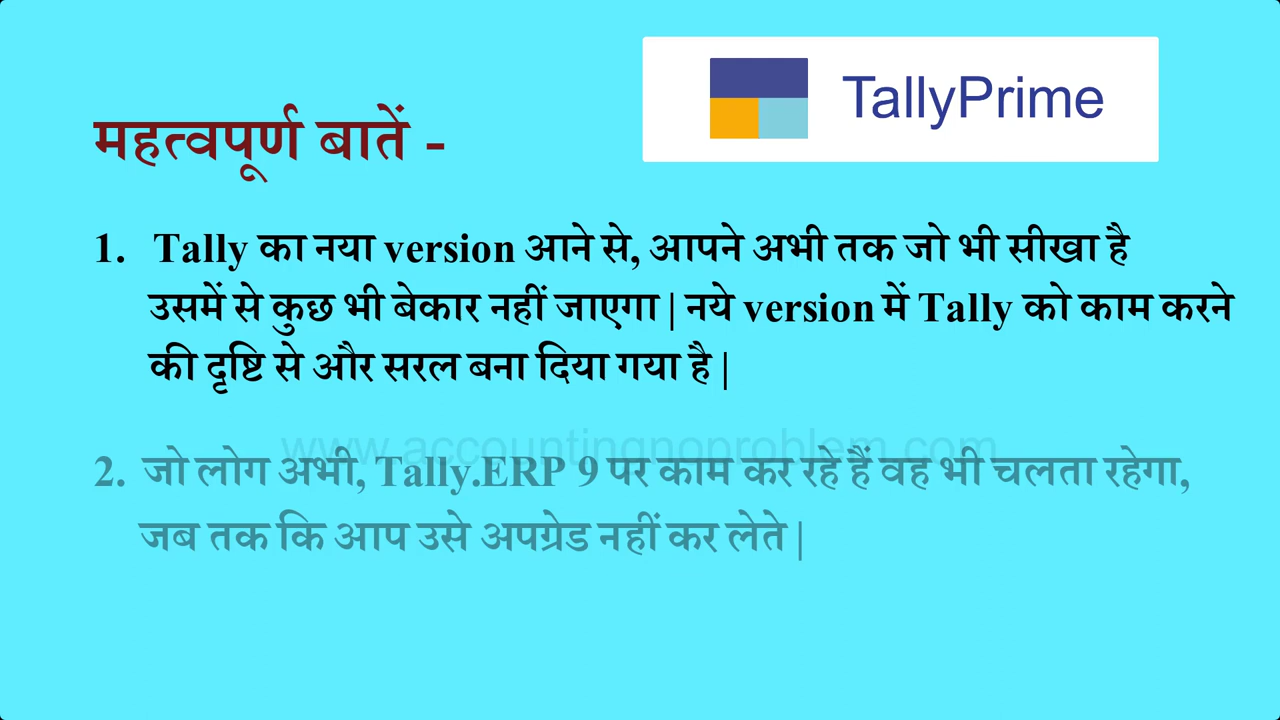 TallyPrime
महत्वपूर्ण बातें -
1. Tally का नया version आने से, आपने अभी तक जो भी सीखा है
उसमें से कुछ भी बेकार नहीं जाएगा | नये version में Tally को काम करने
की दृष्टि से और सरल बना दिया गया है |
www.accountingnoproblem.com
2. जो लोग अभी, Tally.ERP 9 पर काम कर रहे हैं वह भी चलता रहेगा,
जब तक कि आप उसे अपग्रेड नहीं कर लेते |